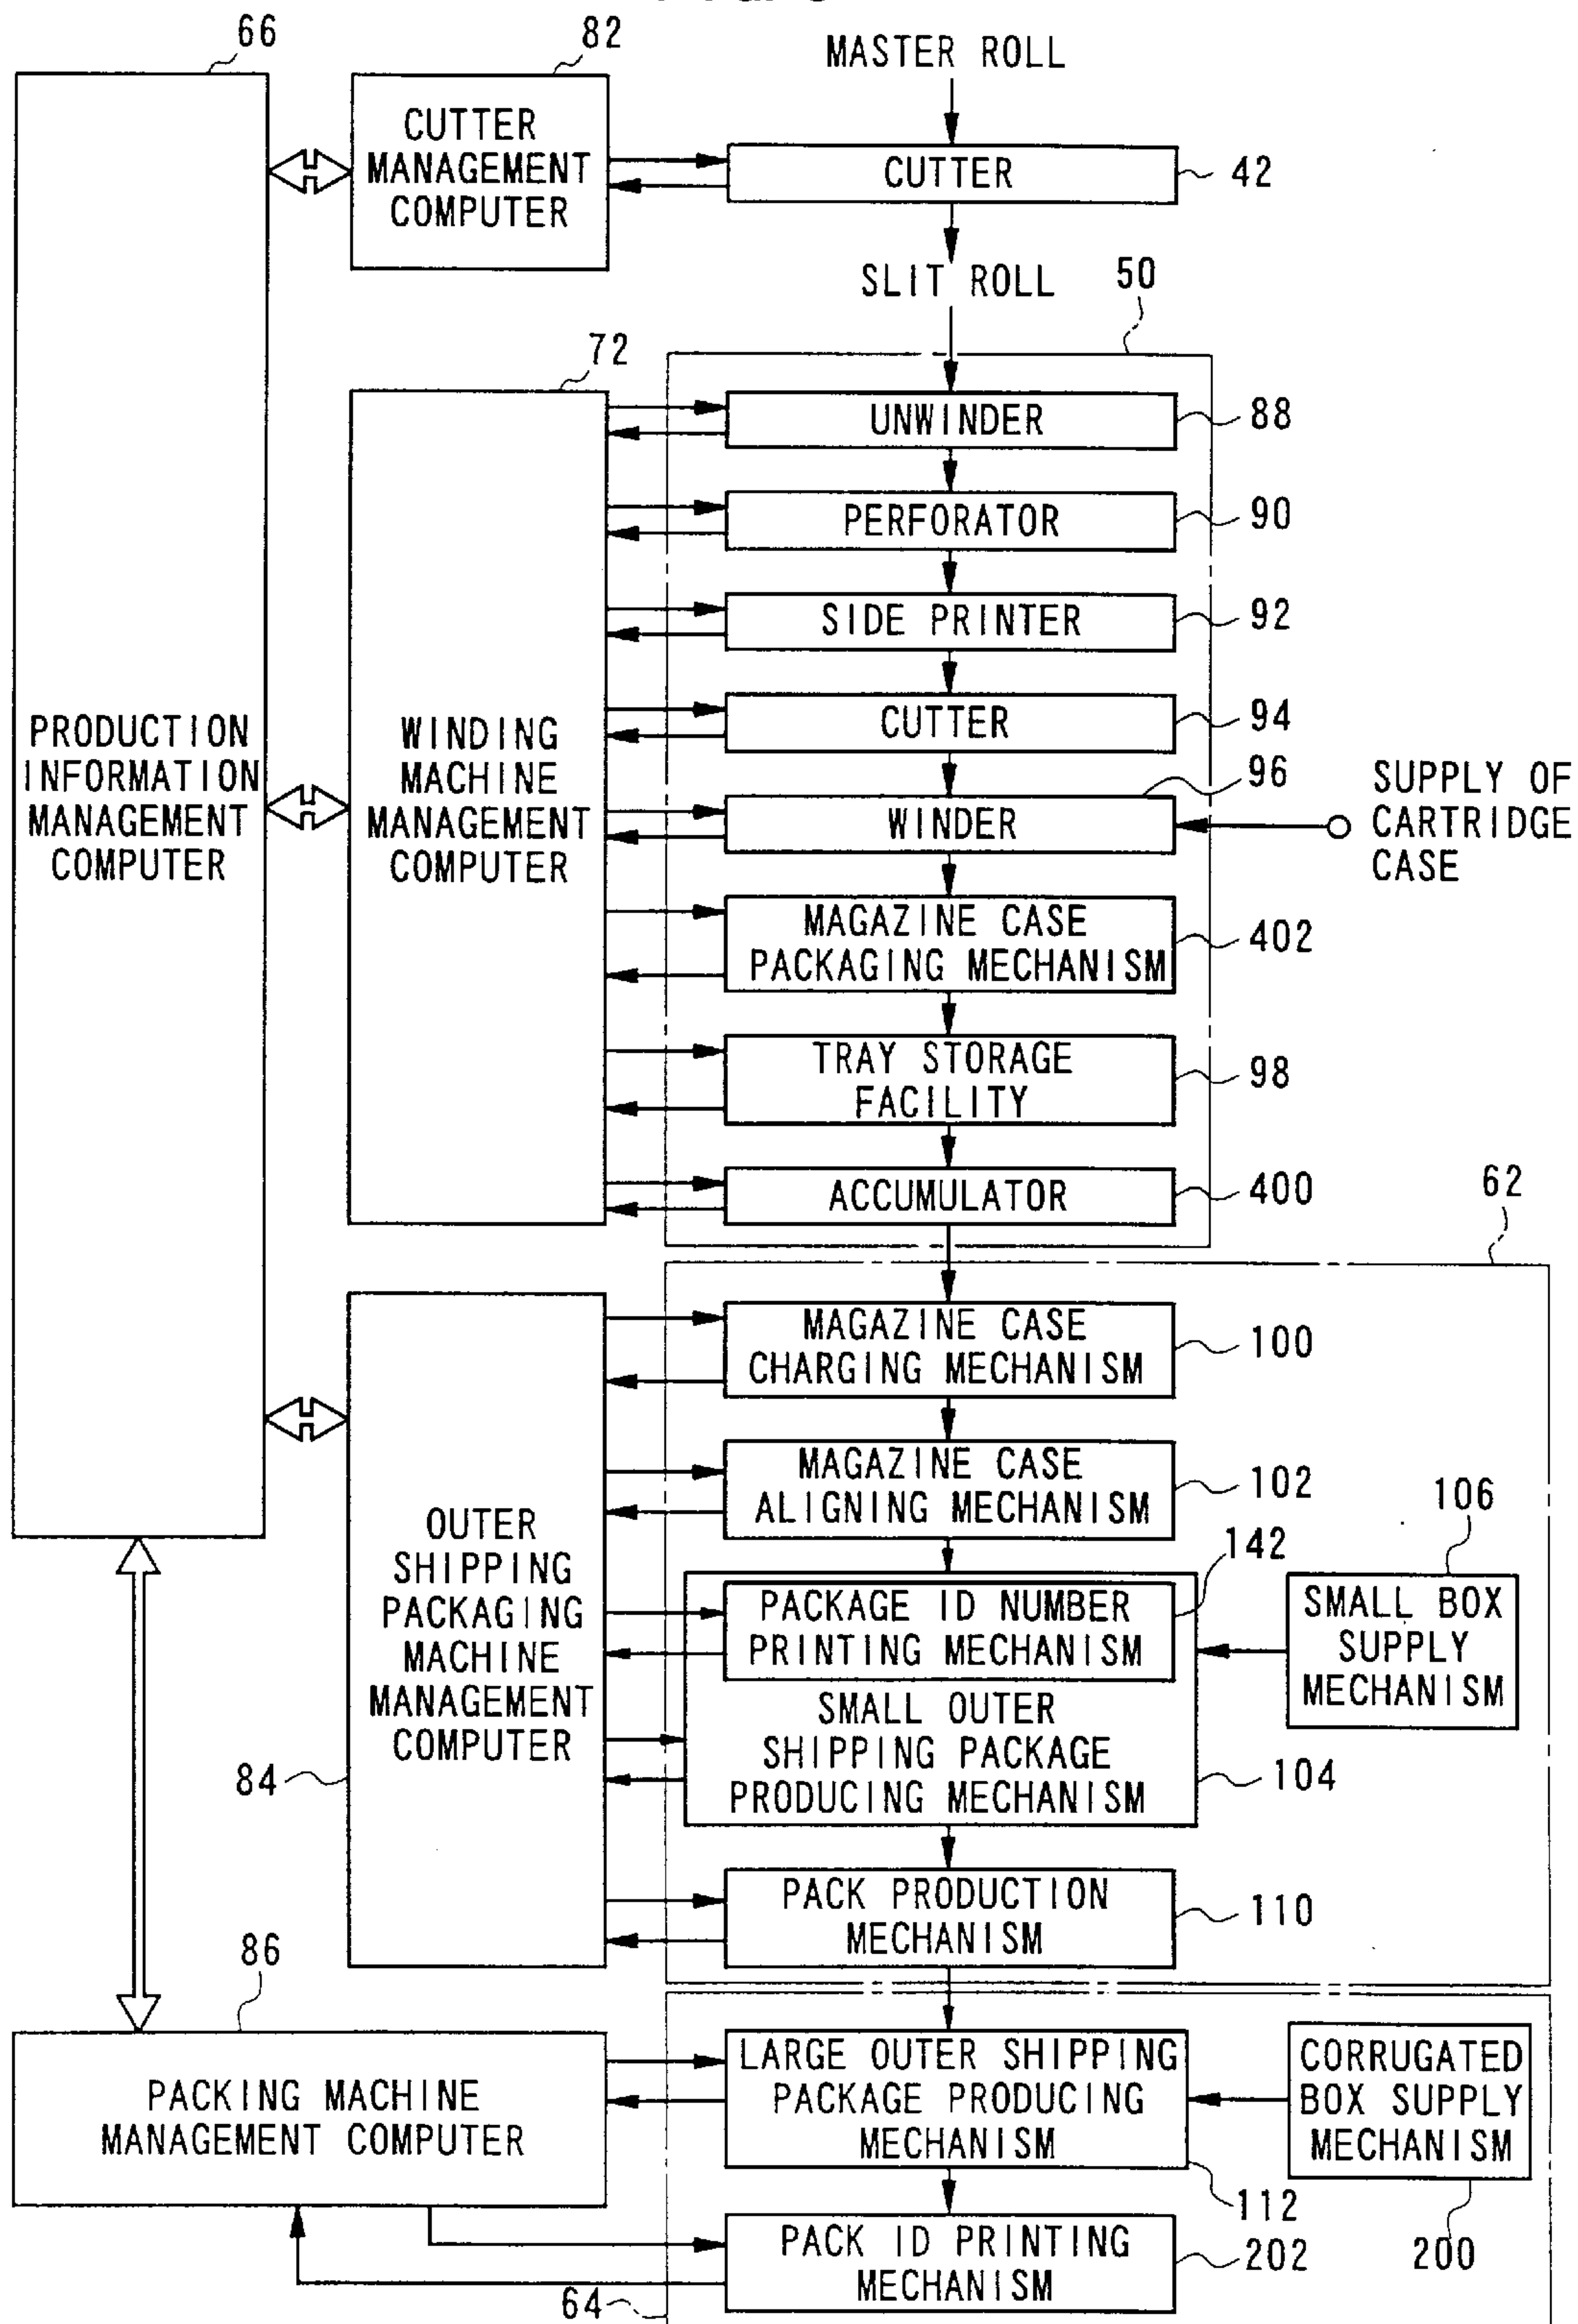 66
82
MASTER ROLL
CUTTER
MANAGEMENT
COMPUTER
CUTTER
42
SLIT ROLL
50
72
UNWINDER
88
PERFORATOR
90
SIDE PRINTER
92
CUTTER
94
PRODUCTION
INFORMATION
MANAGEMENT
COMPUTER
WINDING
MACHINE
MANAGEMENT
COMPUTER
96
WINDER
SUPPLY OF
CARTRIDGE
CASE
MAGAZINE CASE
PACKAGING MECHANISM
402
TRAY STORAGE
FACILITY
98
ACCUMULATOR
400
62
MAGAZINE CASE
CHARGING MECHANISM
100
MAGAZINE CASE
ALIGNING MECHANISM
102
106
142
OUTER
SHIPPING
PACKAGING
MACHINE
MANAGEMENT
COMPUTER
84
PACKAGE ID NUMBER
PRINTING MECHANISM
SMALL BOX
SUPPLY
MECHANISM
SMALL OUTER
SHIPPING PACKAGE
PRODUCING MECHANISM
104
PACK PRODUCTION
MECHANISM
110
86
PACKING MACHINE
MANAGEMENT COMPUTER
LARGE OUTER SHIPPING
PACKAGE PRODUCING
MECHANISM
112
CORRUGATED
BOX SUPPLY
MECHANISM
200
PACK ID PRINTING
MECHANISM
202
64